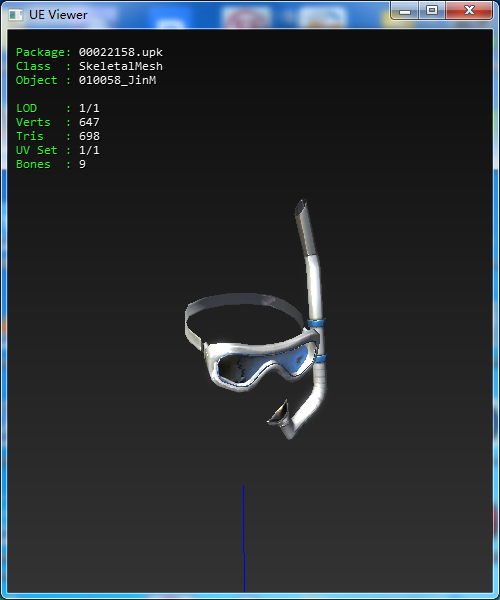 UE Viewer
Package: 00022158.upk
Class : SkeletalMesh
Object : 010058_JinM
LOD : 1/1
Verts : 647
Tris : 698
UV Set : 1/1
Bones : 9